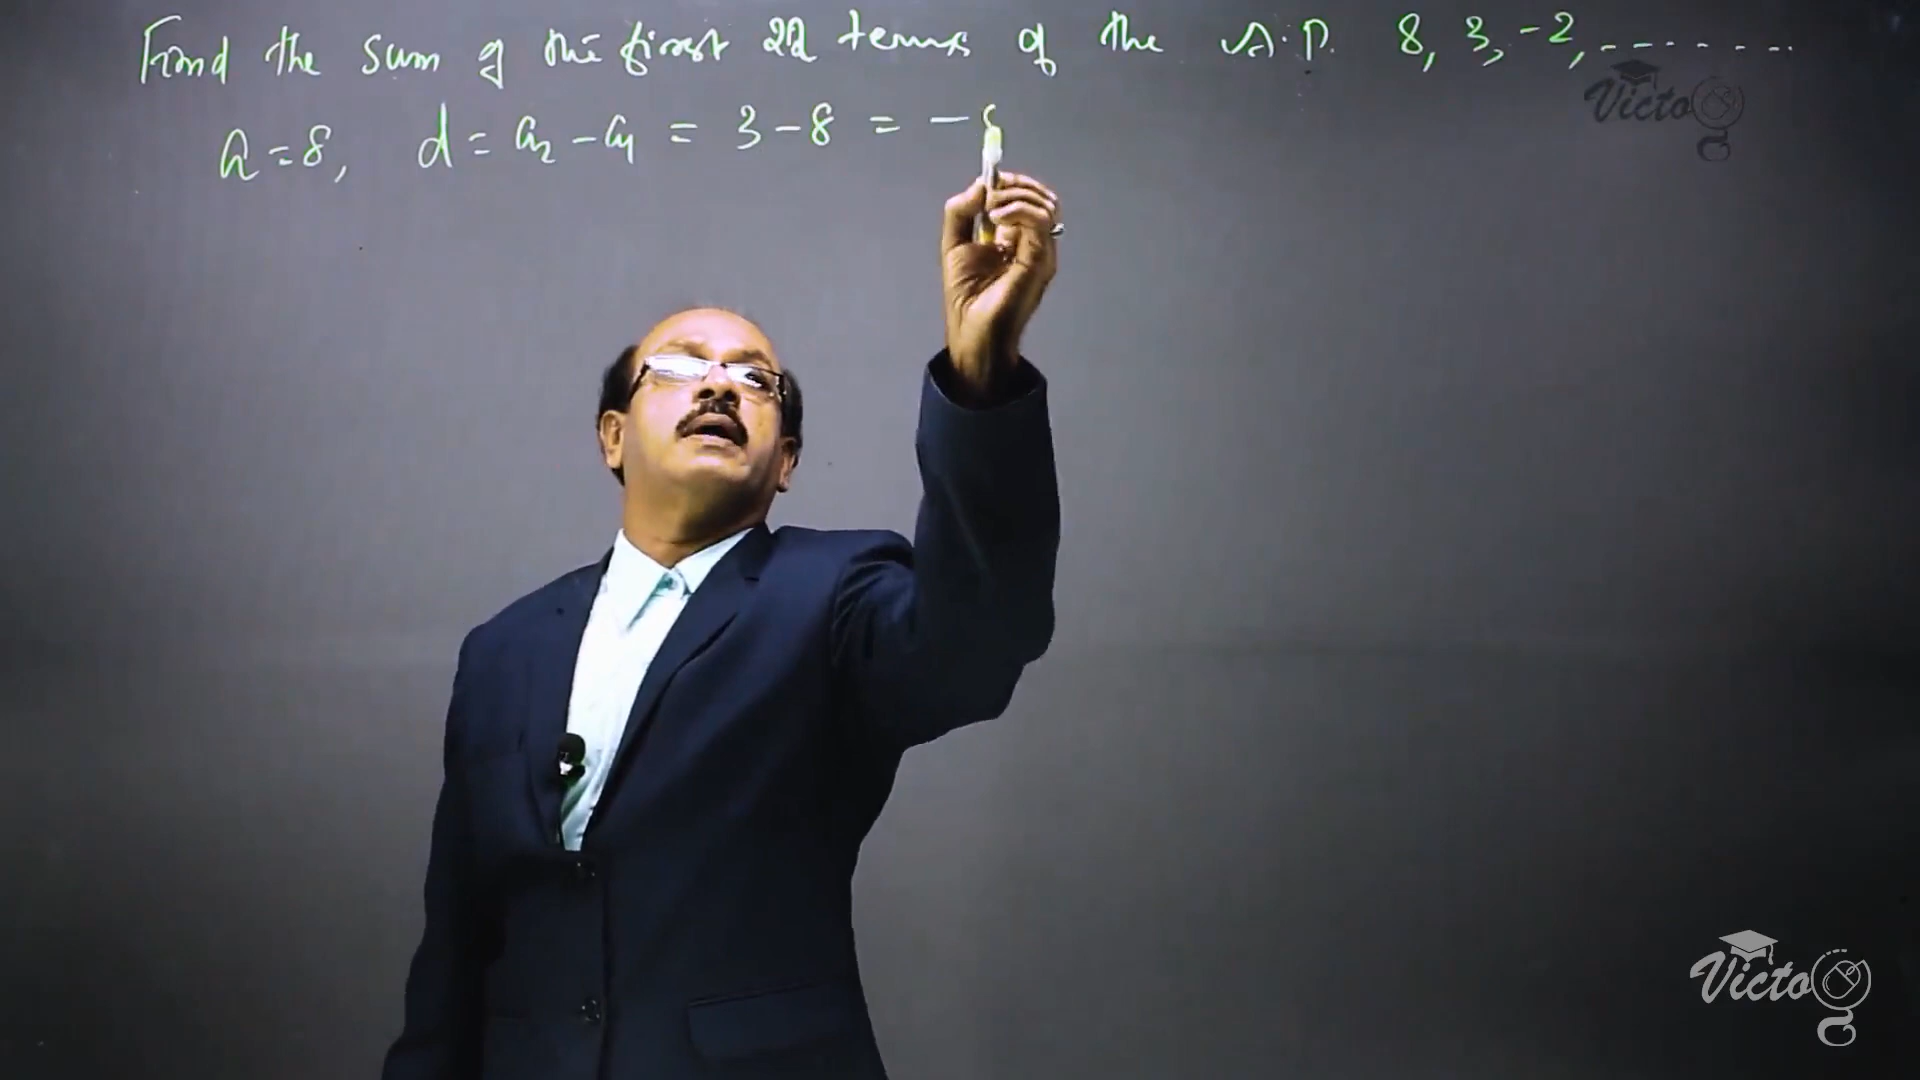 Find the sum of the first 22 terms of the A.P. 8, 3, -2, - - - - - - -
a = 8, d = a₂ - a₁ = 3 - 8 = -
Victo
Victo